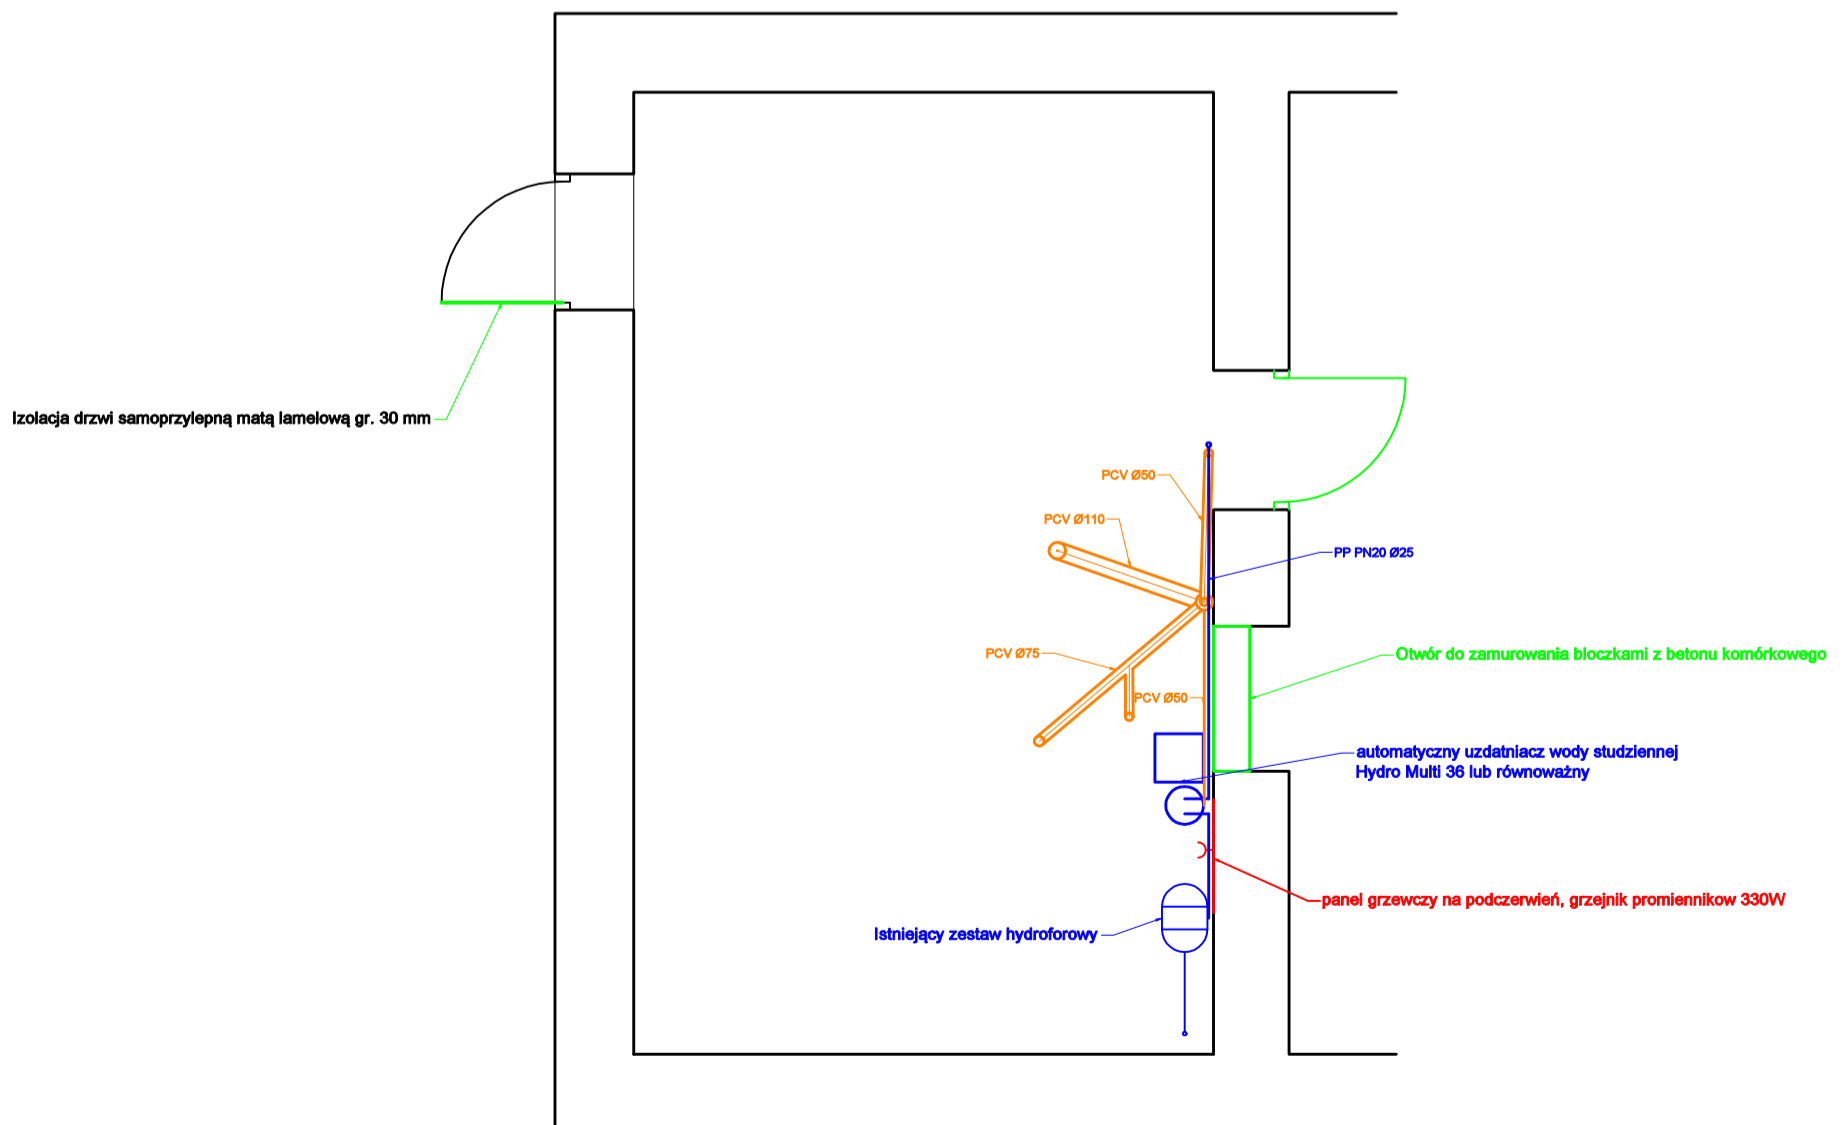 Izolacja drzwi samoprzylepną matą lamelową gr. 30 mm
PCV Ø50
PCV Ø110
PP PN20 Ø25
PCV Ø75
Otwór do zamurowania bloczkami z betonu komórkowego
PCV Ø50
automatyczny uzdatniacz wody studziennej
Hydro Multi 36 lub równoważny
panel grzewczy na podczerwień, grzejnik promiennikow 330W
Istniejący zestaw hydroforowy